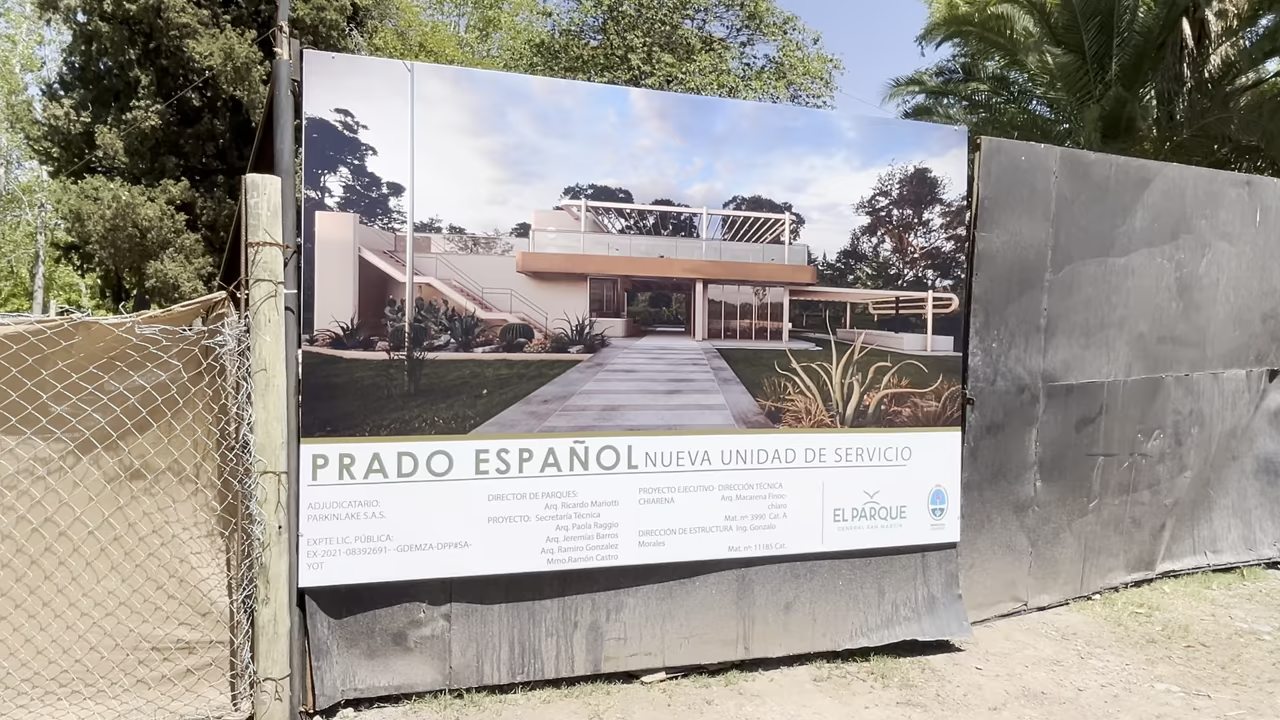 PRADO ESPAÑOL NUEVA UNIDAD DE SERVICIO
ADJUDICATARIO:
PARKINLAKE S.A.S.
EXPTE LIC. PÚBLICA:
EX-2021-08392691- -GDEMZA-DPP#SA-
YOT
DIRECTOR DE PARQUES:
Arq. Ricardo Mariotti
PROYECTO: Secretaría Técnica
Arq. Paola Raggio
Arq. Jeremías Barros
Arq. Ramiro Gonzalez
Mmo.Ramón Castro
PROYECTO EJECUTIVO- DIRECCIÓN TÉCNICA
CHIARENA Arq. Macarena Finoc-
chiaro
Mat. nº: 3990 Cat. A
DIRECCIÓN DE ESTRUCTURA Ing. Gonzalo
Morales
Mat. nº: 11185 Cat.
EL PARQUE
GENERAL SAN MARTÍN